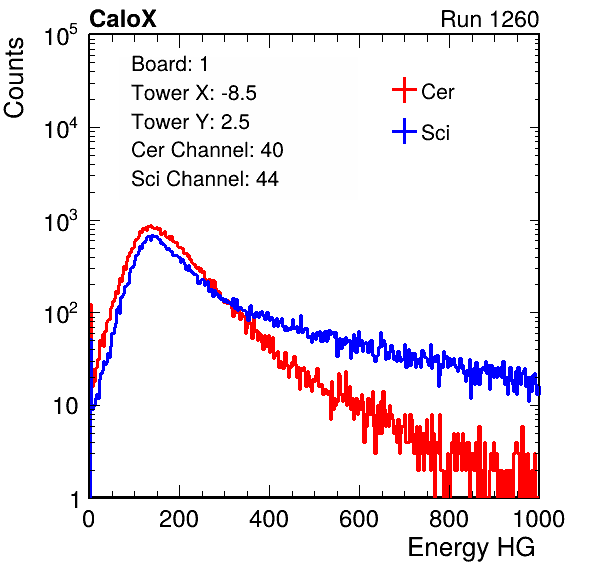 CaloX Run 1260
Counts
10^5
10^4
10^3
10^2
10
1
Board: 1
Tower X: -8.5
Tower Y: 2.5
Cer Channel: 40
Sci Channel: 44
Cer
Sci
0 200 400 600 800 1000
Energy HG